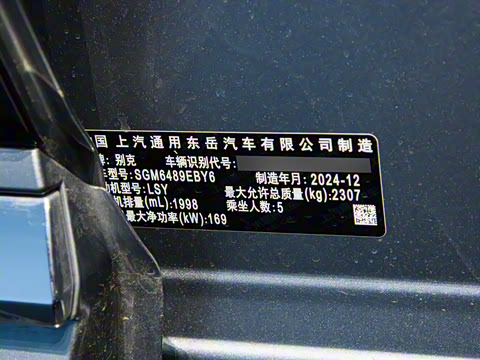 国 上汽通用东岳汽车有限公司制造
牌: 别克 车辆识别代号:
车型号:SGM6489EBY6 制造年月:2024-12
动机型号:LSY 最大允许总质量(kg):2307
机排量(mL):1998 乘坐人数:5
最大净功率(kW):169